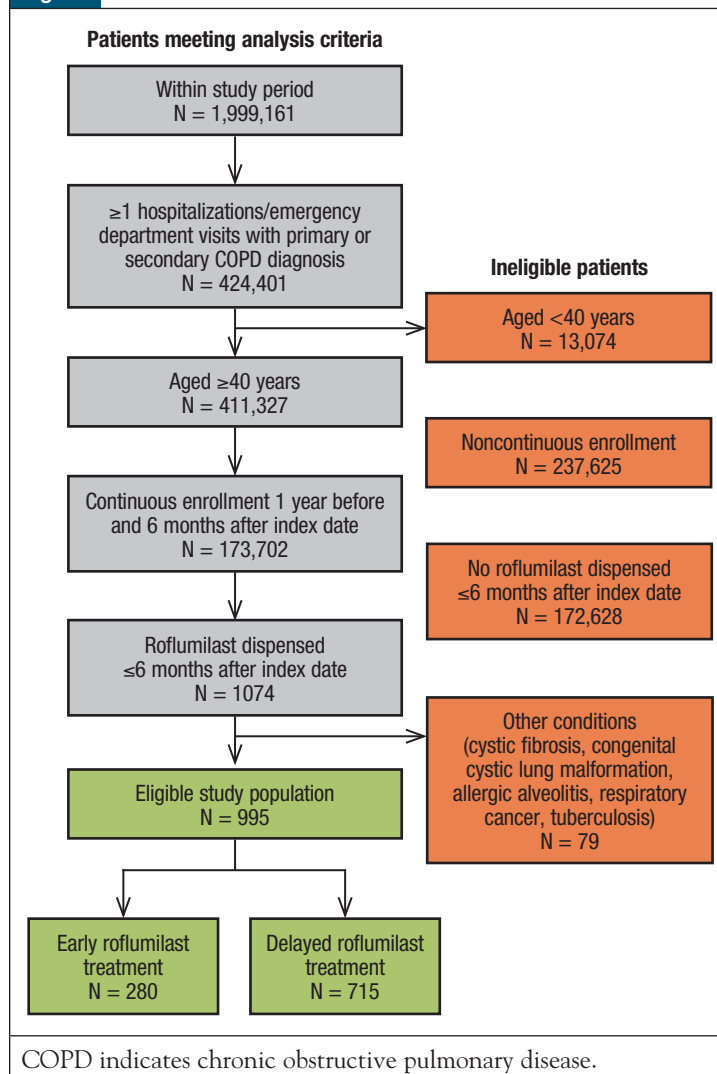 Patients meeting analysis criteria
Within study period
N = 1,999,161
≥1 hospitalizations/emergency
department visits with primary or
secondary COPD diagnosis
N = 424,401
Ineligible patients
Aged <40 years
N = 13,074
Aged ≥40 years
N = 411,327
Noncontinuous enrollment
N = 237,625
Continuous enrollment 1 year before
and 6 months after index date
N = 173,702
No roflumilast dispensed
≤6 months after index date
N = 172,628
Roflumilast dispensed
≤6 months after index date
N = 1074
Other conditions
(cystic fibrosis, congenital
cystic lung malformation,
allergic alveolitis, respiratory
cancer, tuberculosis)
N = 79
Eligible study population
N = 995
Early roflumilast
treatment
N = 280
Delayed roflumilast
treatment
N = 715
COPD indicates chronic obstructive pulmonary disease.